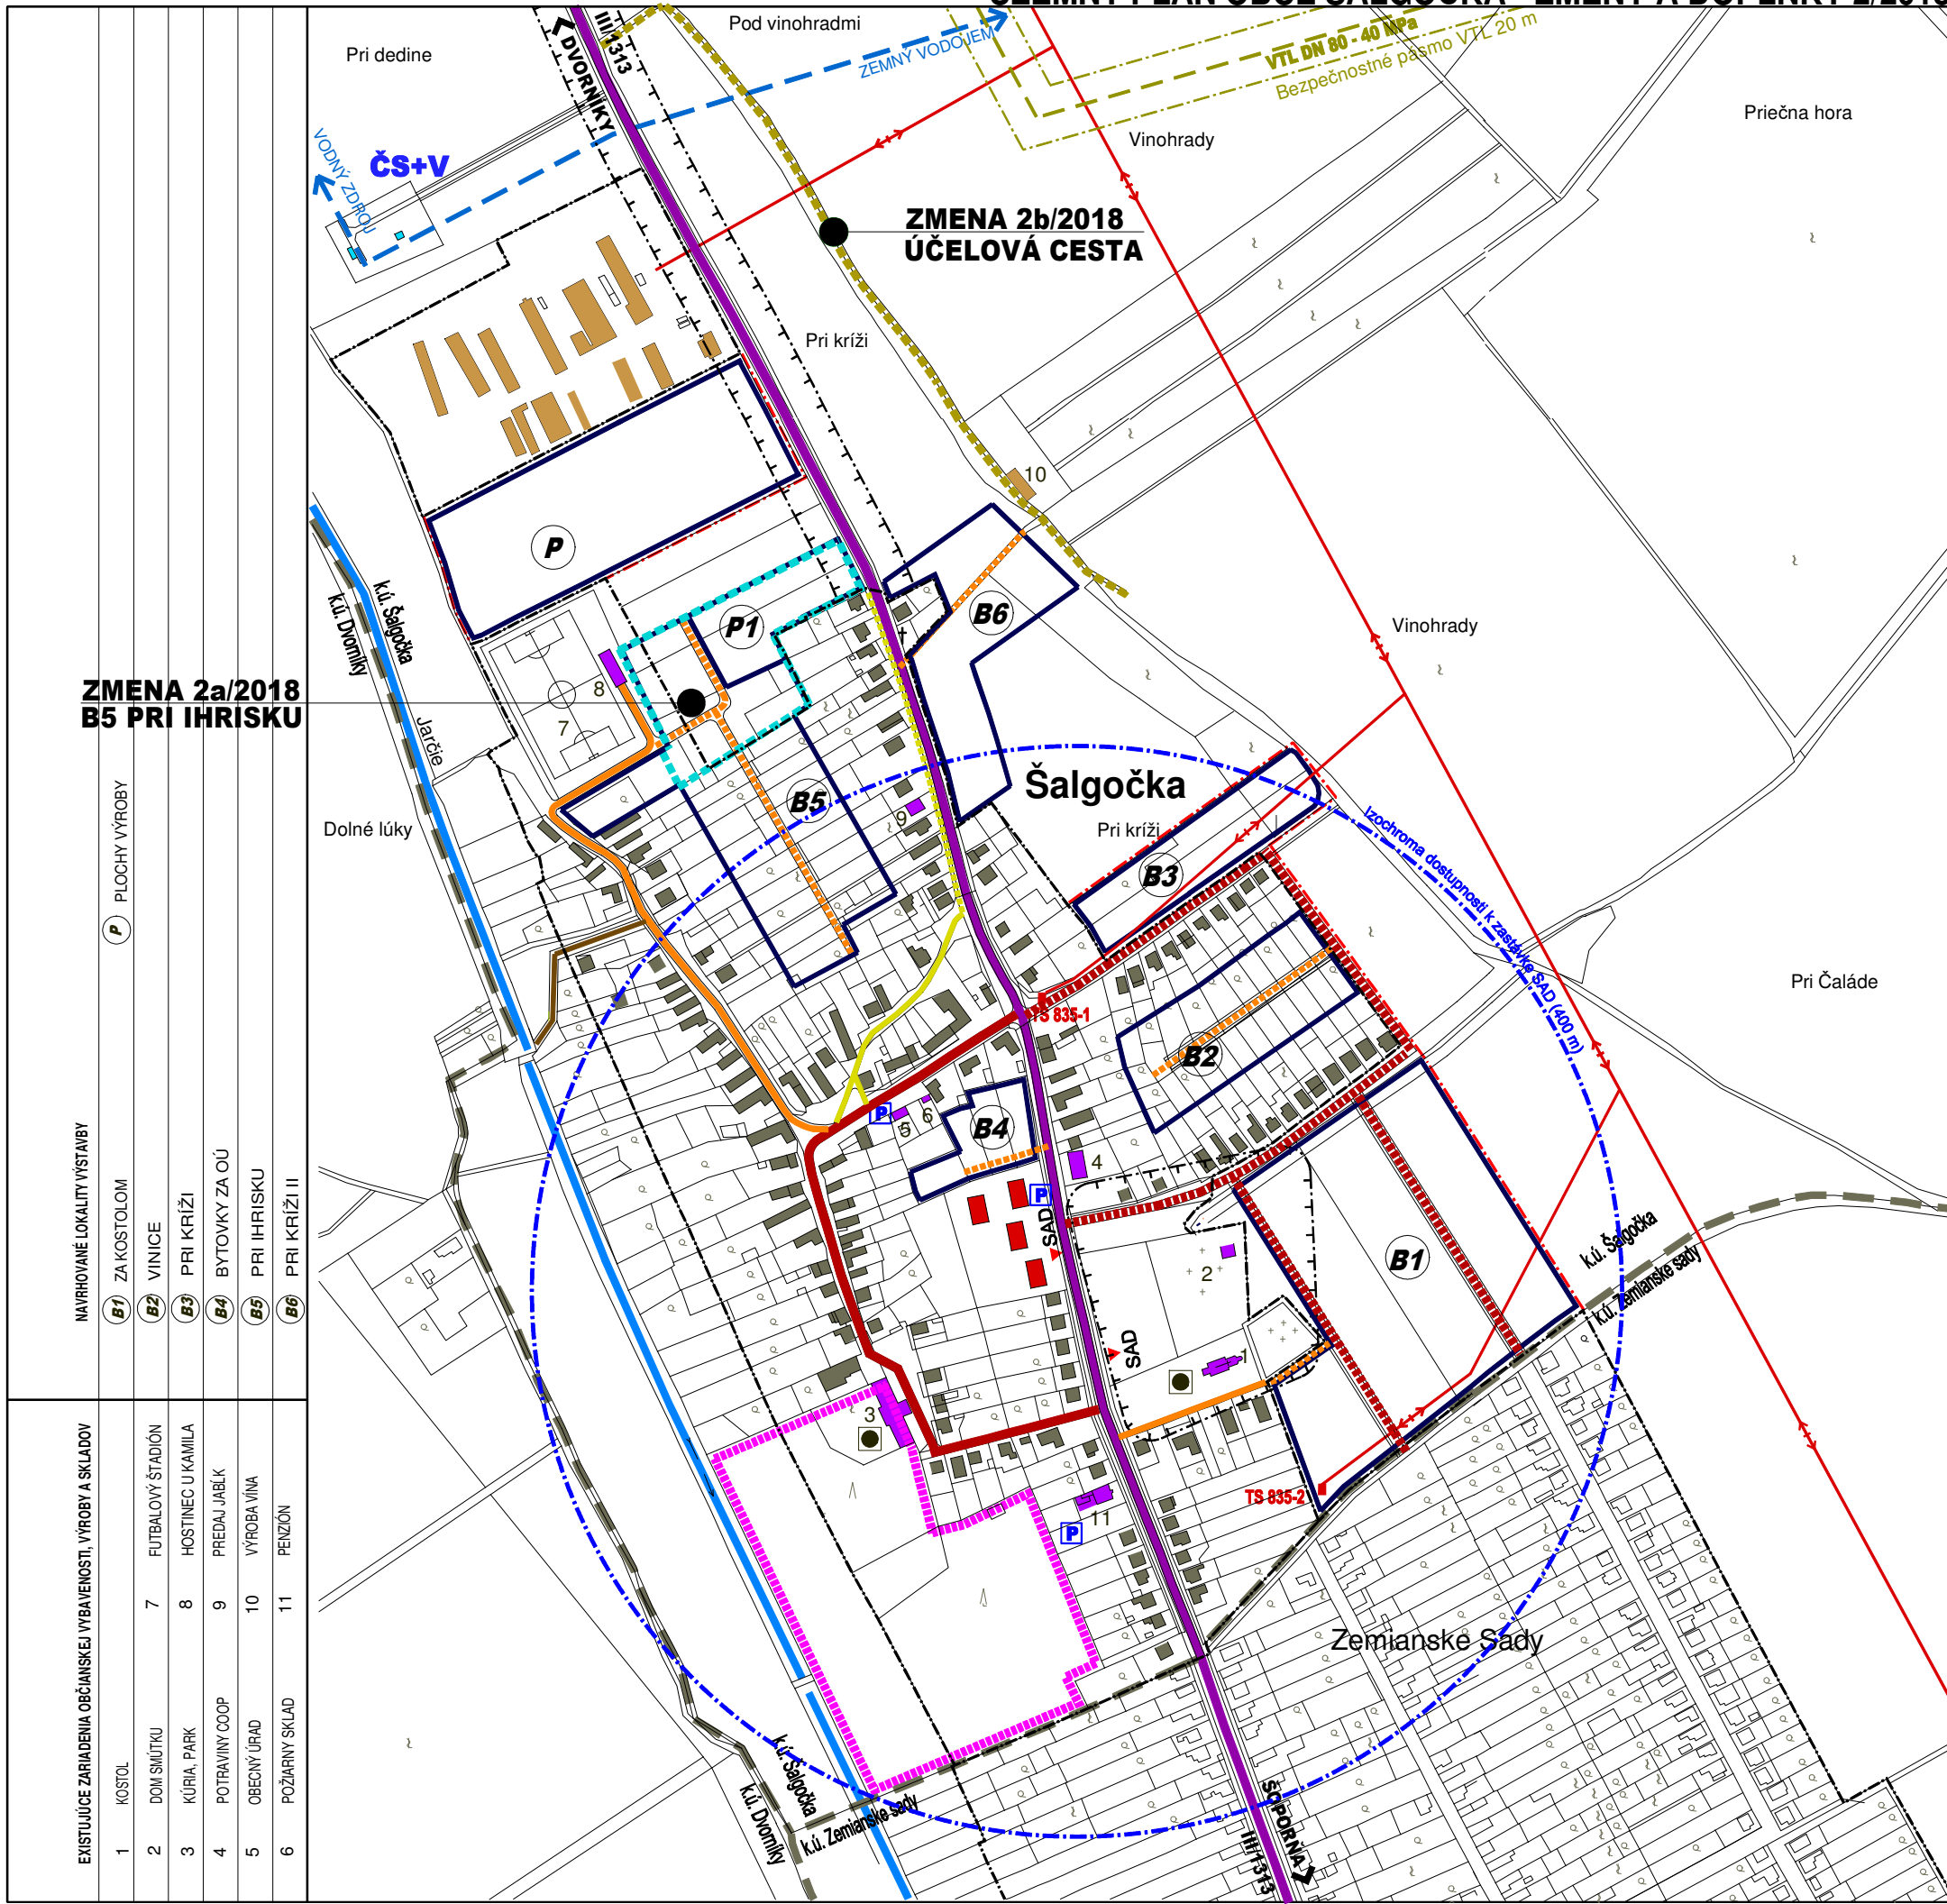 ÚZEMNÝ PLÁN OBCE ŠALGOČKA - ZMENY A DOPLNKY 2/2018
Pri dedine
Pod vinohradmi
III/1313
DVORNÍKY
ZEMNÝ VODOJEM
VTL DN 80 - 40 MPa
Bezpečnostné pásmo VTL 20 m
Priečna hora
Vinohrady
VODNÝ ZDROJ
ČS+V
ZMENA 2b/2018
ÚČELOVÁ CESTA
Pri kríži
10
P
k.ú. Šalgočka
k.ú. Dvorníky
P1
B6
Vinohrady
ZMENA 2a/2018
B5 PRI IHRISKU
8
7
Jarčie
B5
9
Šalgočka
Pri kríži
Dolné lúky
B3
Izochroma dostupnosti k zastávke SAD (400 m)
Pri Čaláde
TS 835-1
B2
P
5
6
B4
4
P
SAD
2
B1
k.ú. Šalgočka
k.ú. Zemianske sady
SAD
1
3
TS 835-2
11
P
Zemianske Sady
k.ú. Šalgočka
k.ú. Dvorníky
k.ú. Zemianske sady
ŠOPORŇA
III/1313
NAVRHOVANÉ LOKALITY VÝSTAVBY
B1 ZA KOSTOLOM
B2 VINICE
B3 PRI KRÍŽI
B4 BYTOVKY ZA OÚ
B5 PRI IHRISKU
B6 PRI KRÍŽI II
P PLOCHY VÝROBY
EXISTUJÚCE ZARIADENIA OBČIANSKEJ VYBAVENOSTI, VÝROBY A SKLADOV
1 KOSTOL
2 DOM SMÚTKU
3 KÚRIA, PARK
4 POTRAVINY COOP
5 OBECNÝ ÚRAD
6 POŽIARNY SKLAD
7 FUTBALOVÝ ŠTADIÓN
8 HOSTINEC U KAMILA
9 PREDAJ JABĹK
10 VÝROBA VÍNA
11 PENZIÓN